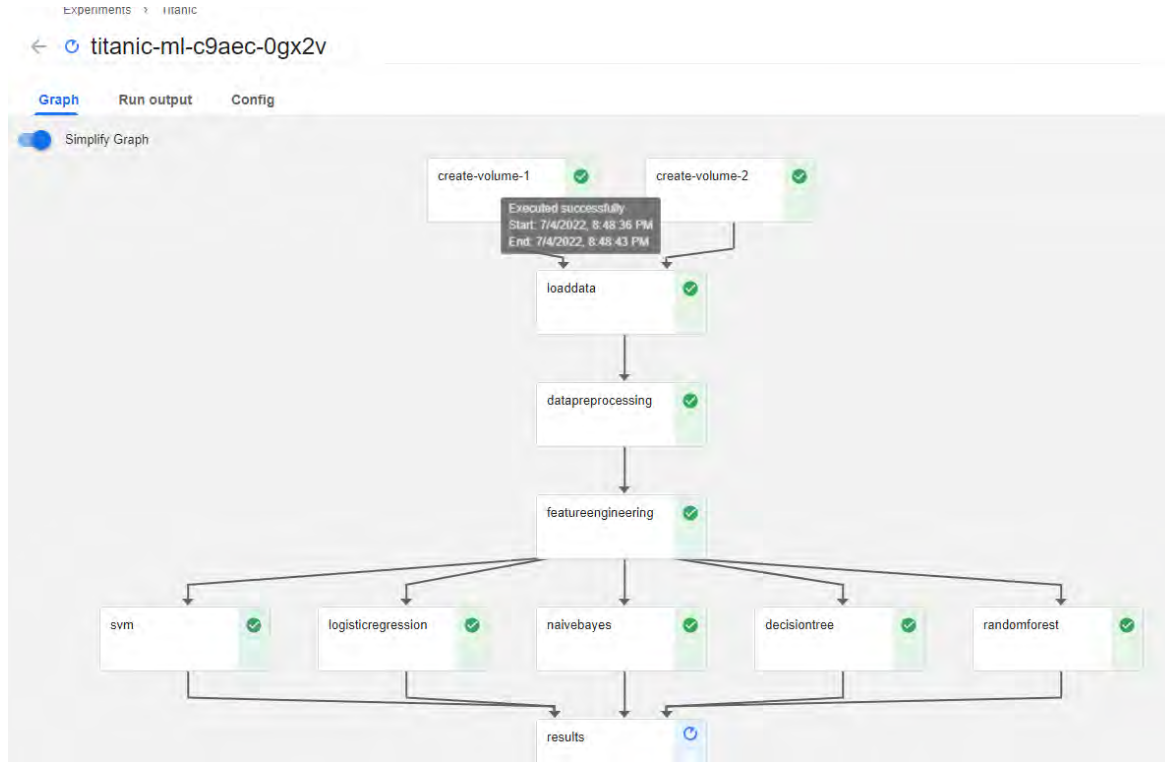 Experiments > Titanic
titanic-ml-c9aec-0gx2v
Graph Run output Config
Simplify Graph
create-volume-1 create-volume-2
Executed successfully
Start: 7/4/2022, 8:48:36 PM
End: 7/4/2022, 8:48:43 PM
loaddata
datapreprocessing
featureengineering
svm logisticregression naivebayes decisiontree randomforest
results